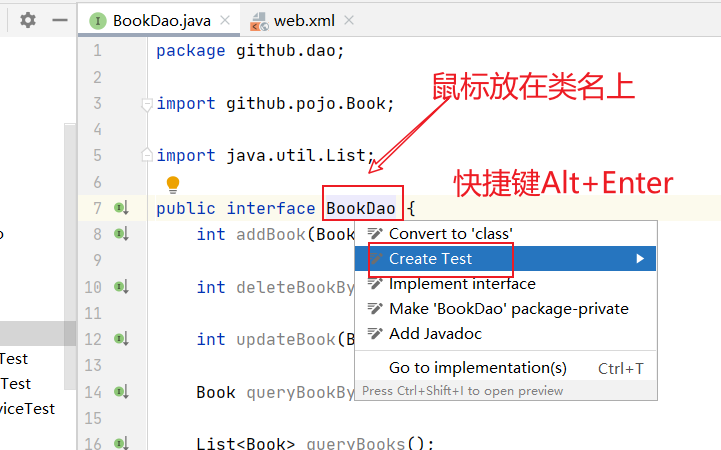 BookDao.java
web.xml
1 package github.dao;
2
3 import github.pojo.Book;
4
5 import java.util.List;
6
7 public interface BookDao {
8 int addBook(Book
9
10 int deleteBookBy
11
12 int updateBook(B
13
14 Book queryBookBy
15
16 List<Book> queryBooks();
鼠标放在类名上
快捷键Alt+Enter
Convert to 'class'
Create Test
Implement interface
Make 'BookDao' package-private
Add Javadoc
Go to implementation(s) Ctrl+T
Press Ctrl+Shift+I to open preview
Test
Test
viceTest